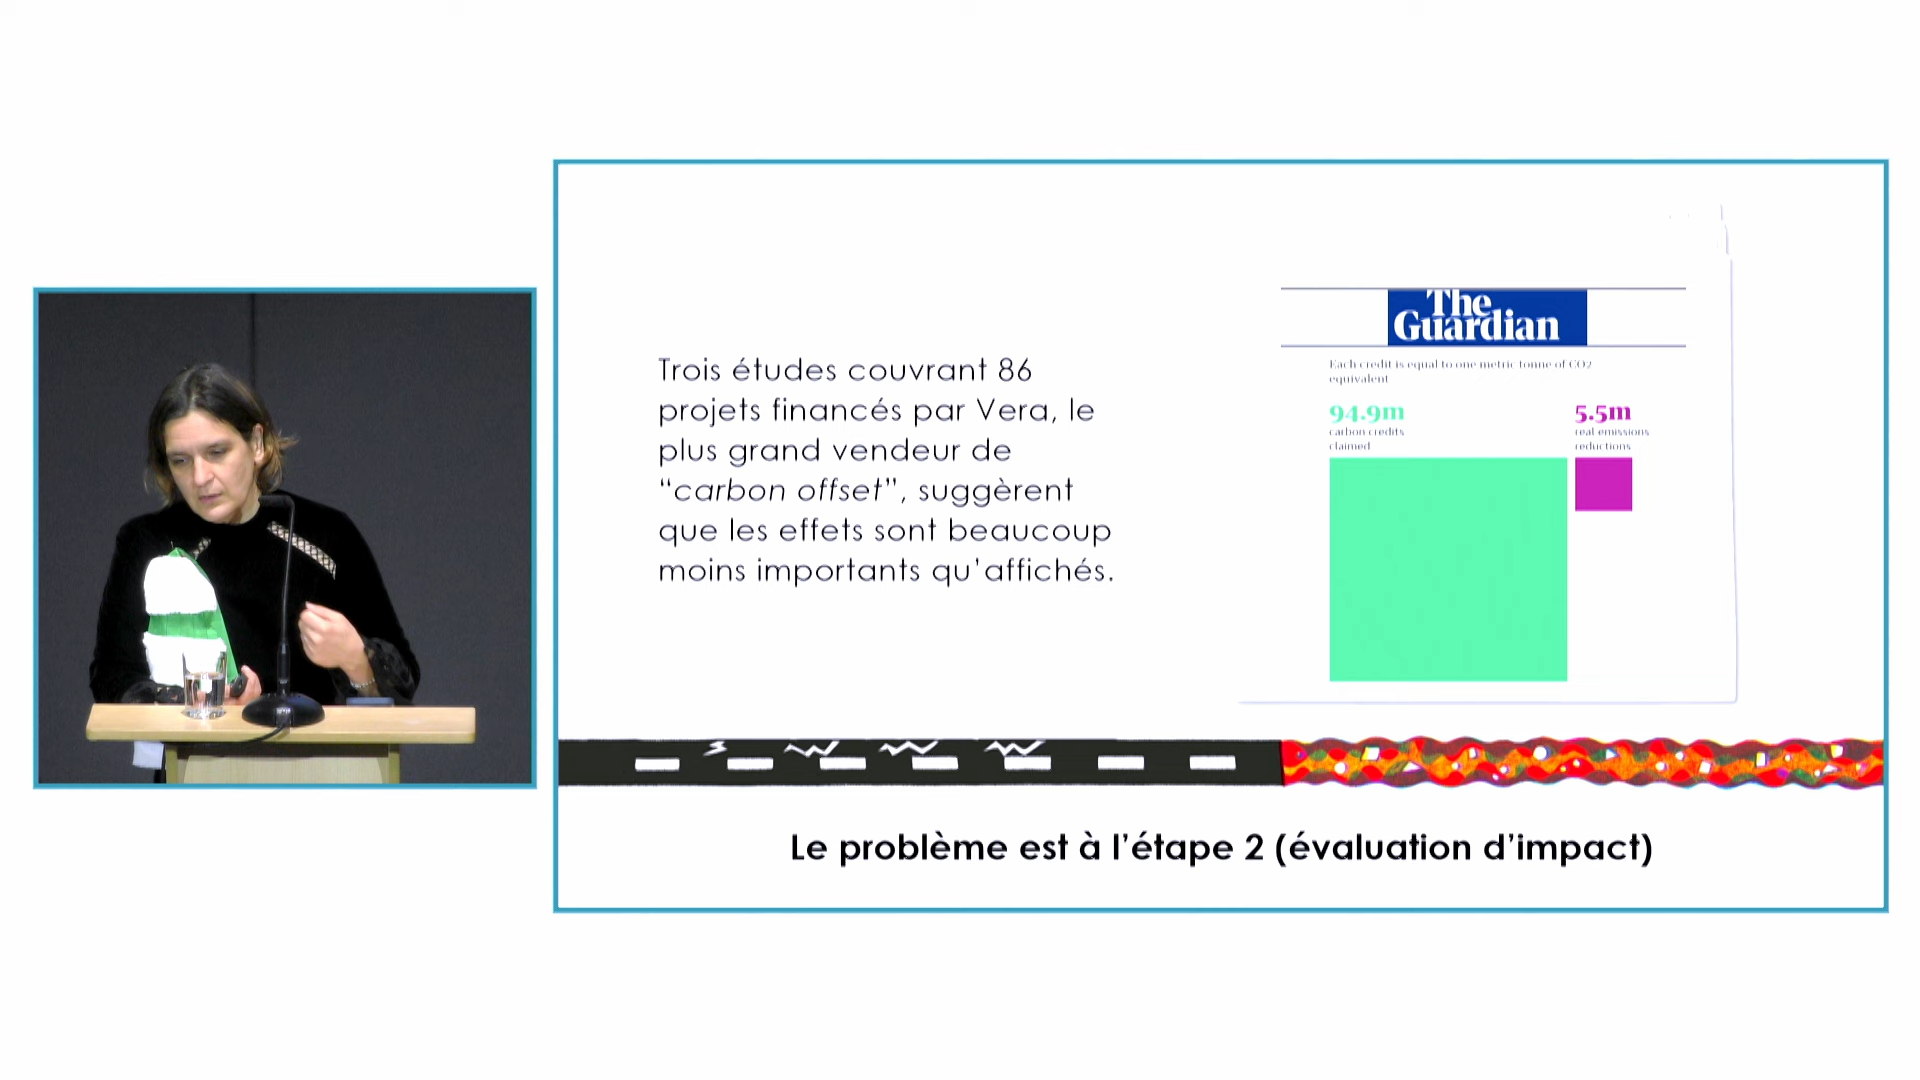 Trois études couvrant 86
projets financés par Vera, le
plus grand vendeur de
“carbon offset”, suggèrent
que les effets sont beaucoup
moins importants qu’affichés.
The
Guardian
Each credit is equal to one metric tonne of CO2
equivalent
94.9m
carbon credits
claimed
5.5m
real emissions
reductions
Le problème est à l’étape 2 (évaluation d’impact)